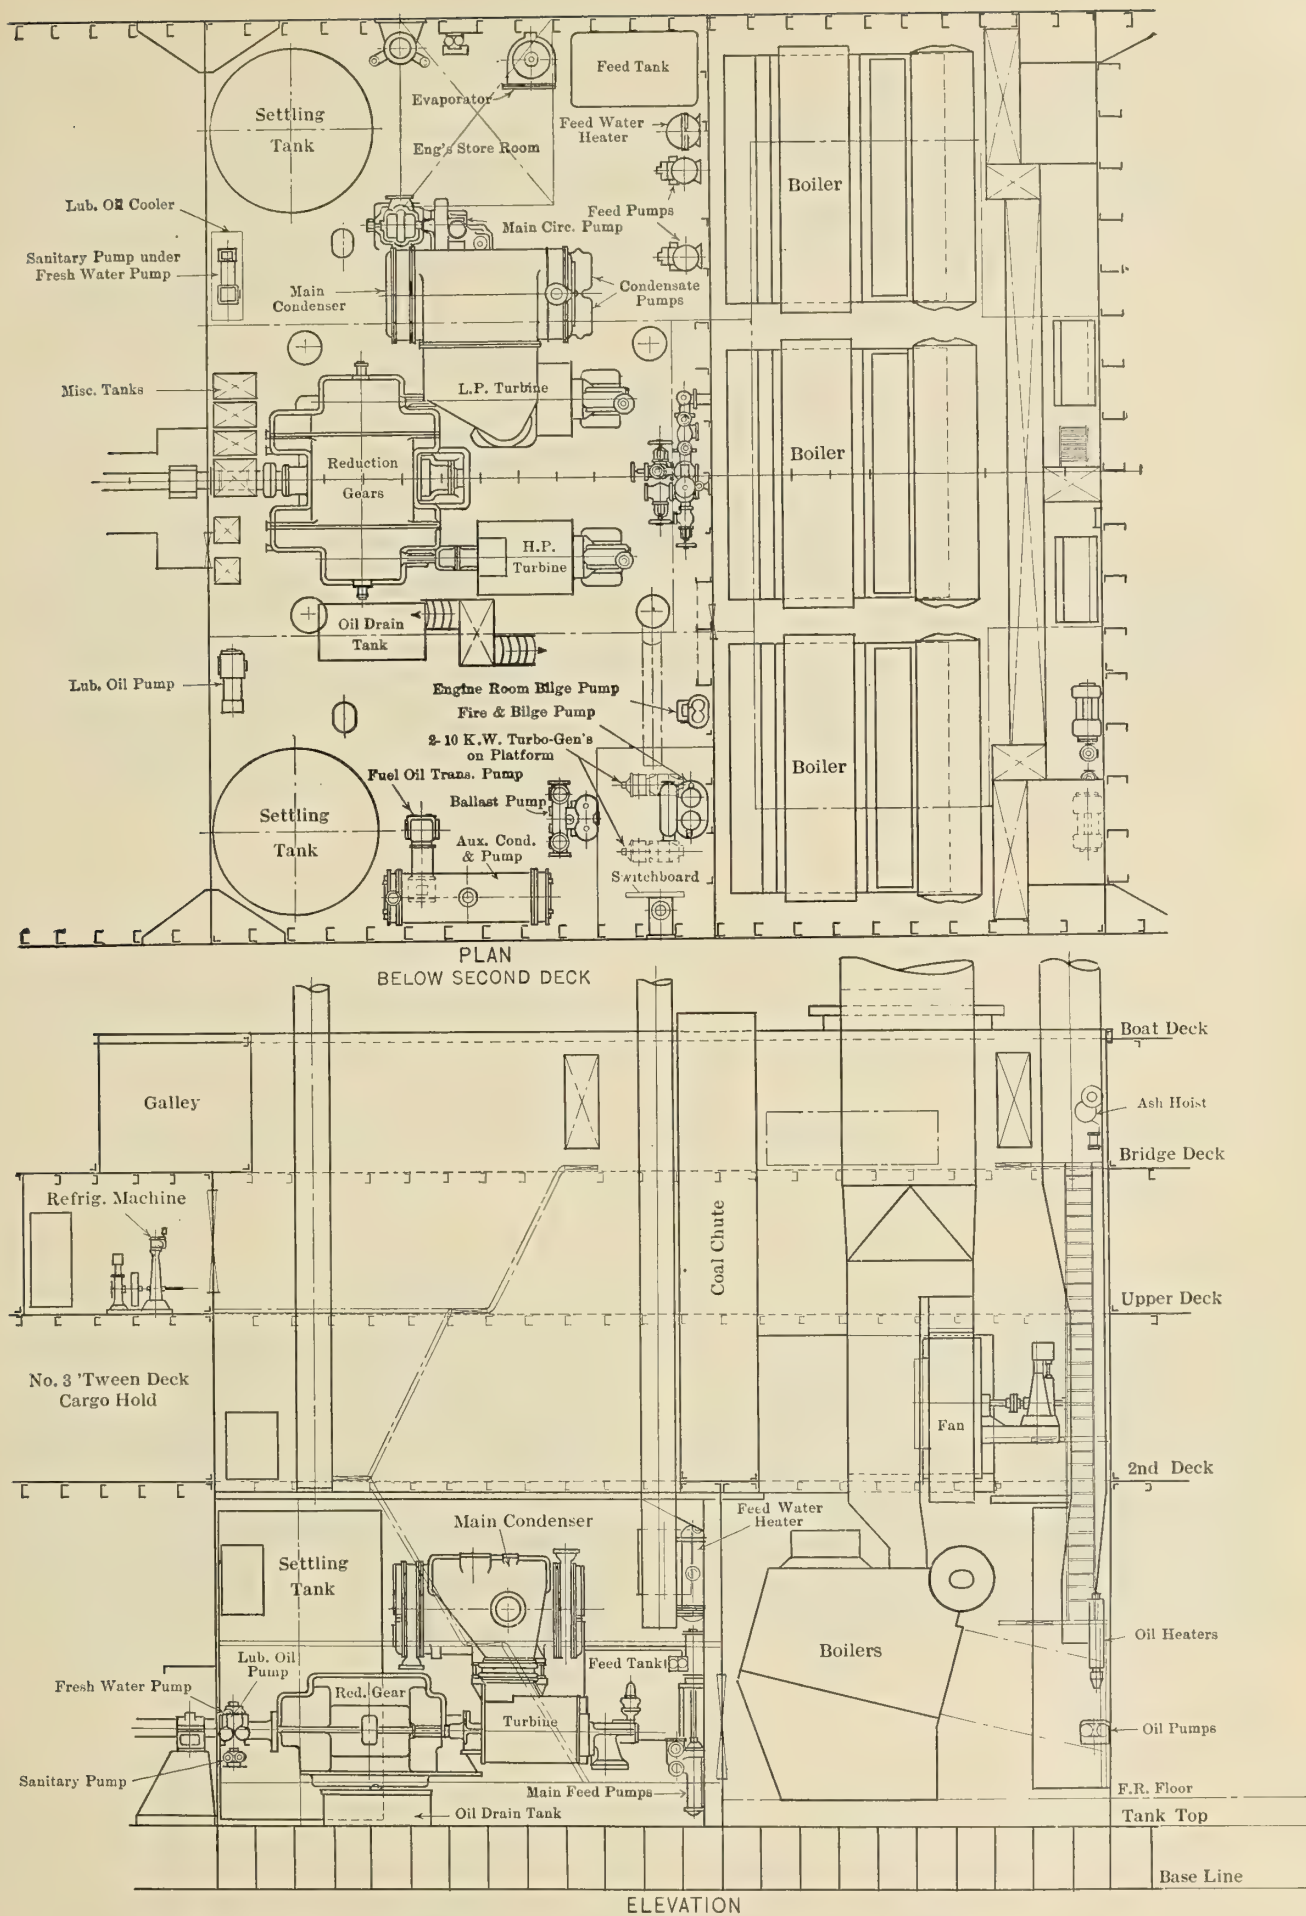 Settling
Tank
Evaporator
Feed Tank
Feed Water
Heater
Eng's Store Room
Boiler
Lub. Oil Cooler
Sanitary Pump under
Fresh Water Pump
Feed Pumps
Main Circ.
Pump
Main
Condenser
Condensate
Pumps
Misc. Tanks
L.P. Turbine
Reduction
Gears
Boiler
H.P.
Turbine
Oil Drain
Tank
Lub. Oil Pump
Engine Room Bilge Pump
Fire & Bilge Pump
2-10 K.W. Turbo-Gen's
on Platform
Fuel Oil Trans. Pump
Ballast Pump
Boiler
Settling
Tank
Aux. Cond.
& Pump
Switchboard
PLAN
BELOW SECOND DECK
Boat Deck
Galley
Ash Hoist
Bridge Deck
Refrig. Machine
Coal Chute
Upper Deck
No. 3 'Tween Deck
Cargo Hold
Fan
2nd Deck
Feed Water
Heater
Main Condenser
Settling
Tank
Oil Heaters
Boilers
Lub. Oil
Pump
Feed Tank
Fresh Water Pump
Red. Gear
Turbine
Oil Pumps
Sanitary Pump
Main Feed Pumps
F.R. Floor
Oil Drain Tank
Tank Top
Base Line
ELEVATION